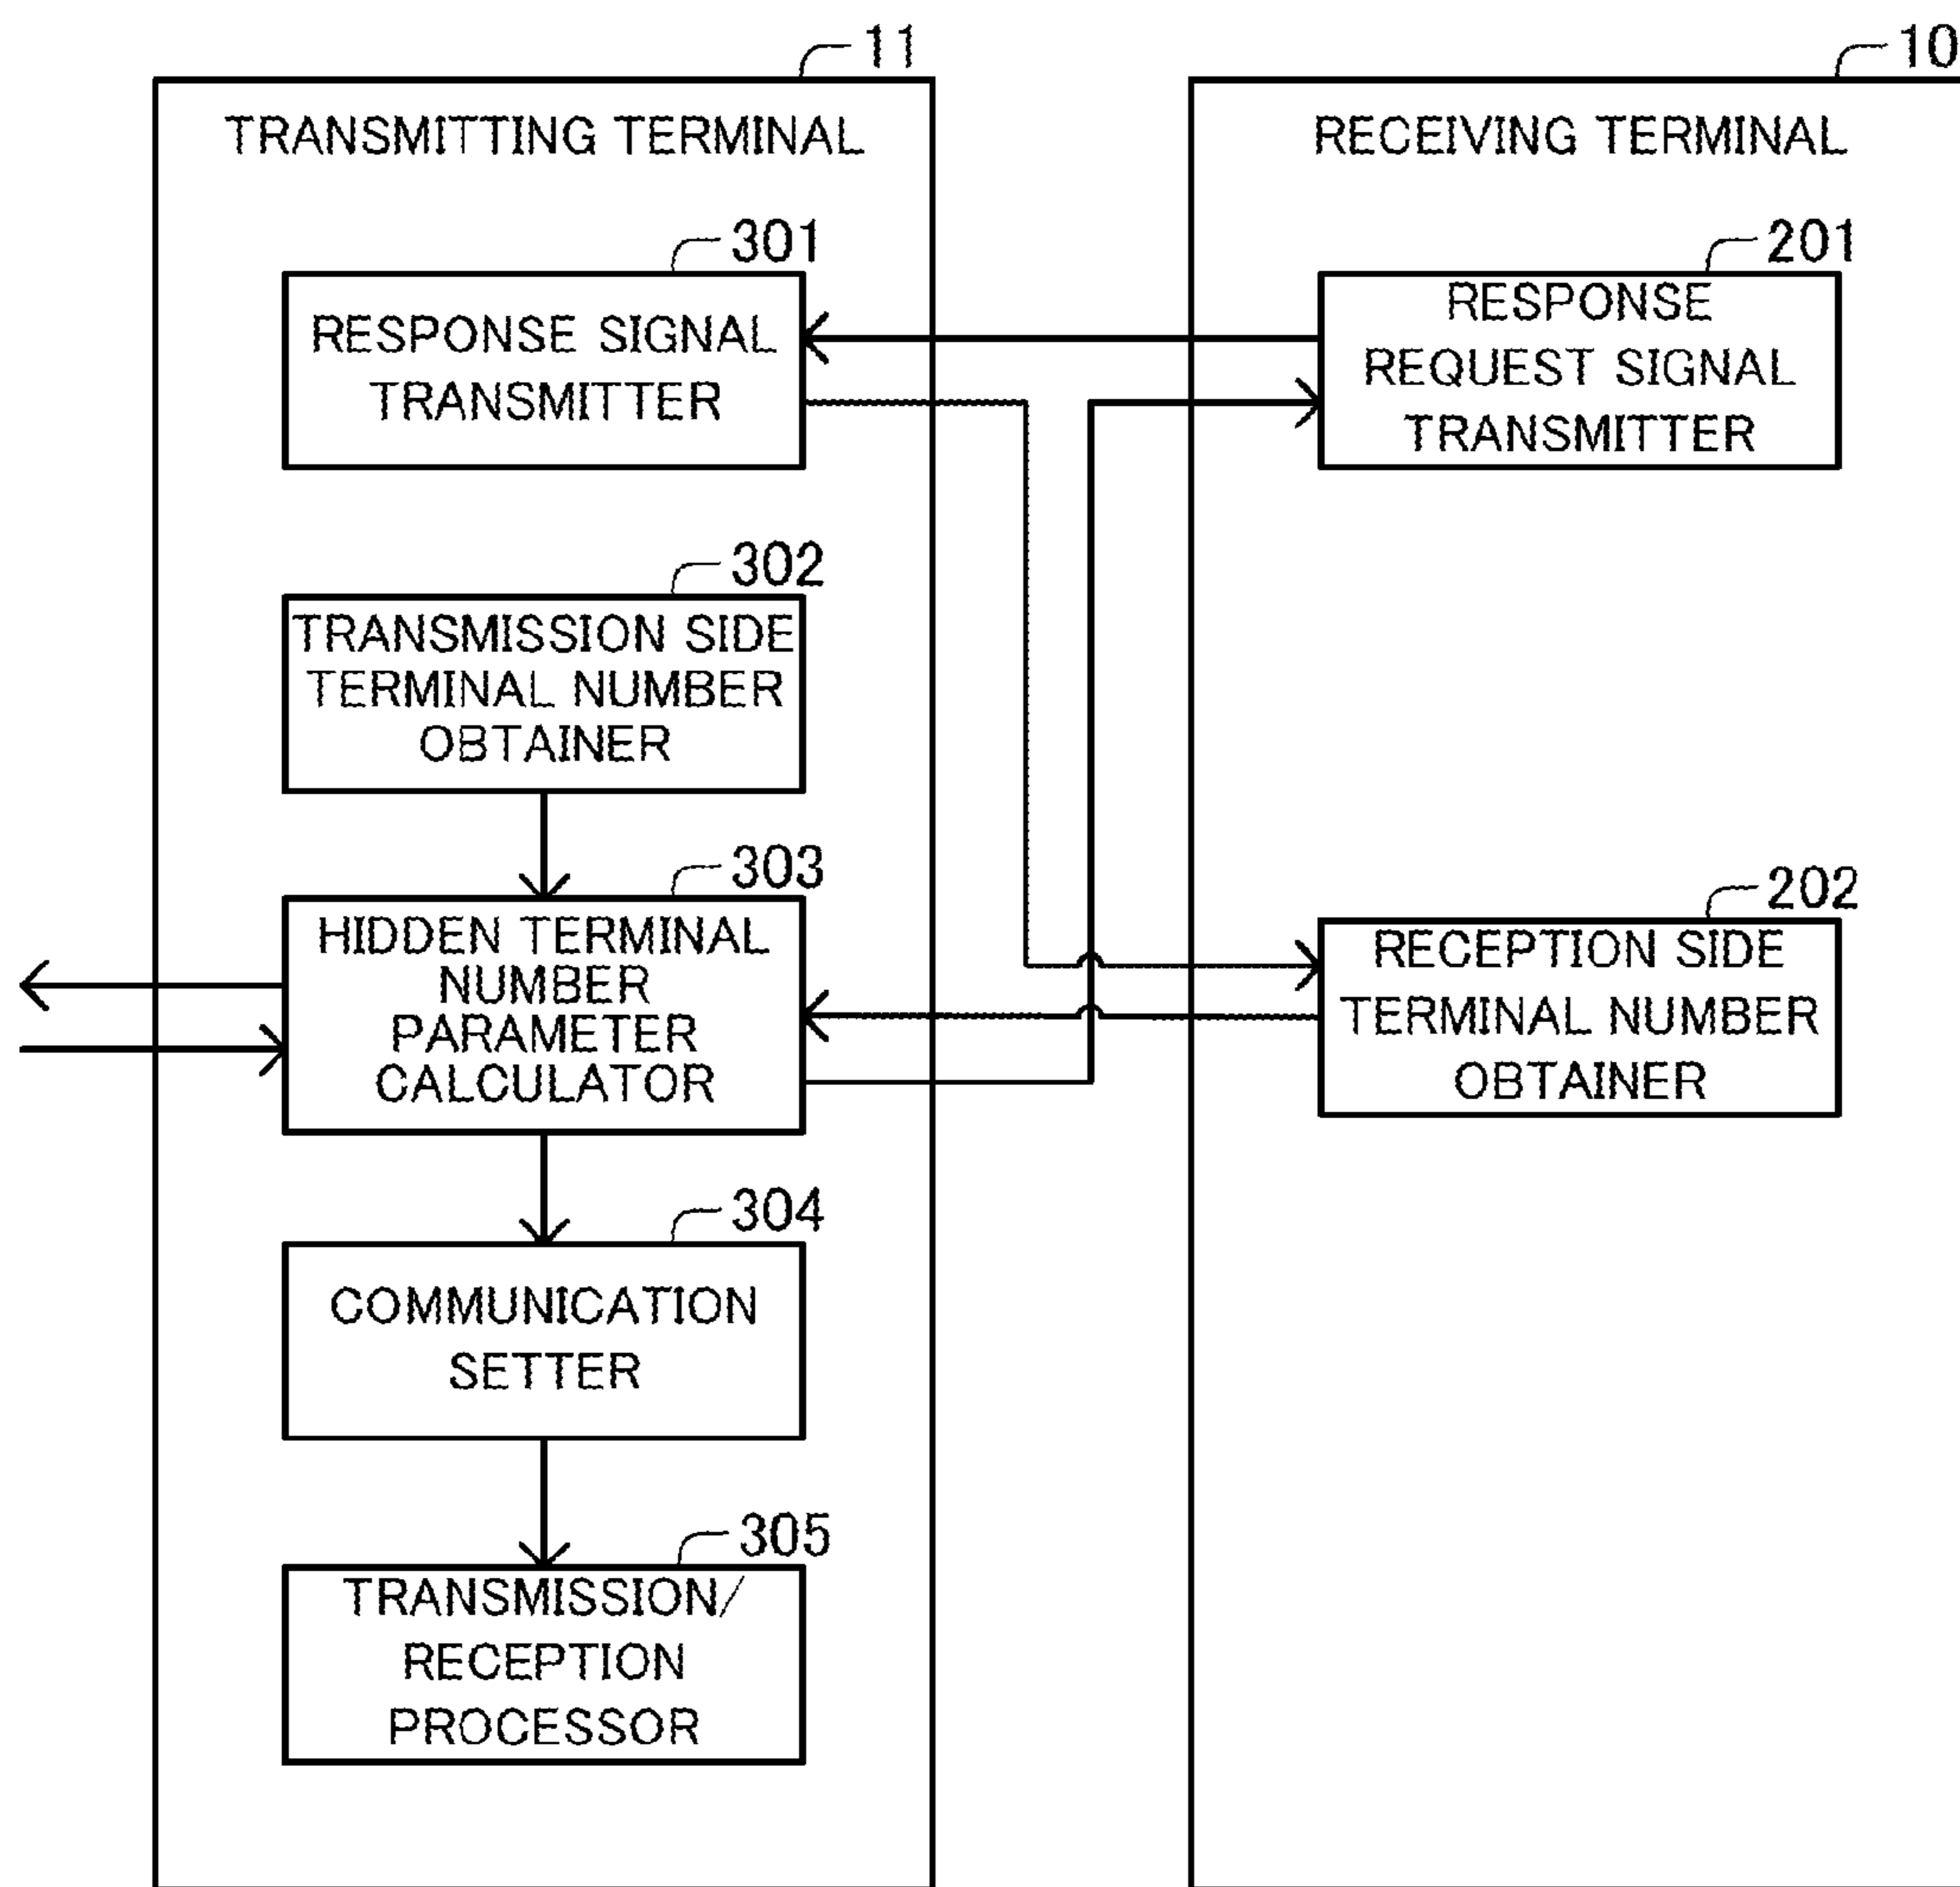 11
TRANSMITTING TERMINAL
301
RESPONSE SIGNAL
TRANSMITTER
302
TRANSMISSION SIDE
TERMINAL NUMBER
OBTAINER
303
HIDDEN TERMINAL
NUMBER
PARAMETER
CALCULATOR
304
COMMUNICATION
SETTER
305
TRANSMISSION/
RECEPTION
PROCESSOR
10
RECEIVING TERMINAL
201
RESPONSE
REQUEST SIGNAL
TRANSMITTER
202
RECEPTION SIDE
TERMINAL NUMBER
OBTAINER